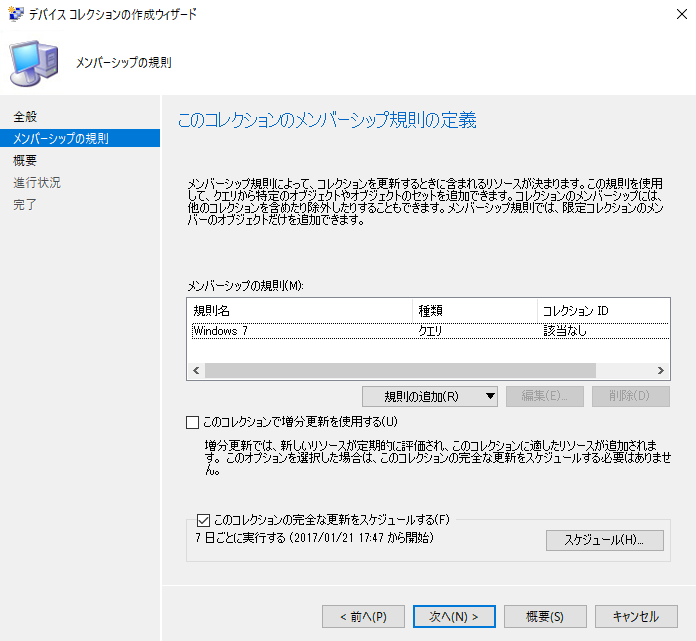 デバイス コレクションの作成ウィザード
メンバーシップの規則
全般
メンバーシップの規則
概要
進行状況
完了
このコレクションのメンバーシップ規則の定義
メンバーシップ規則によって、コレクションを更新するときに含まれるリソースが決まります。この規則を使用
して、クエリから特定のオブジェクトやオブジェクトのセットを追加できます。コレクションのメンバーシップには、
他のコレクションを含めたり除外したりすることもできます。メンバーシップ規則では、限定コレクションのメン
バーのオブジェクトだけを追加できます。
メンバーシップの規則(M):
規則名 種類 コレクション ID
Windows 7 クエリ 該当なし
規則の追加(R) 編集(E)... 削除(D)
このコレクションで増分更新を使用する(U)
増分更新では、新しいリソースが定期的に評価され、このコレクションに適したリソースが追加されま
す。このオプションを選択した場合は、このコレクションの完全な更新をスケジュールする必要はありませ
ん。
このコレクションの完全な更新をスケジュールする(F)
7 日ごとに実行する (2017/01/21 17:47 から開始)
スケジュール(H)...
< 前へ(P) 次へ(N) > 概要(S) キャンセル